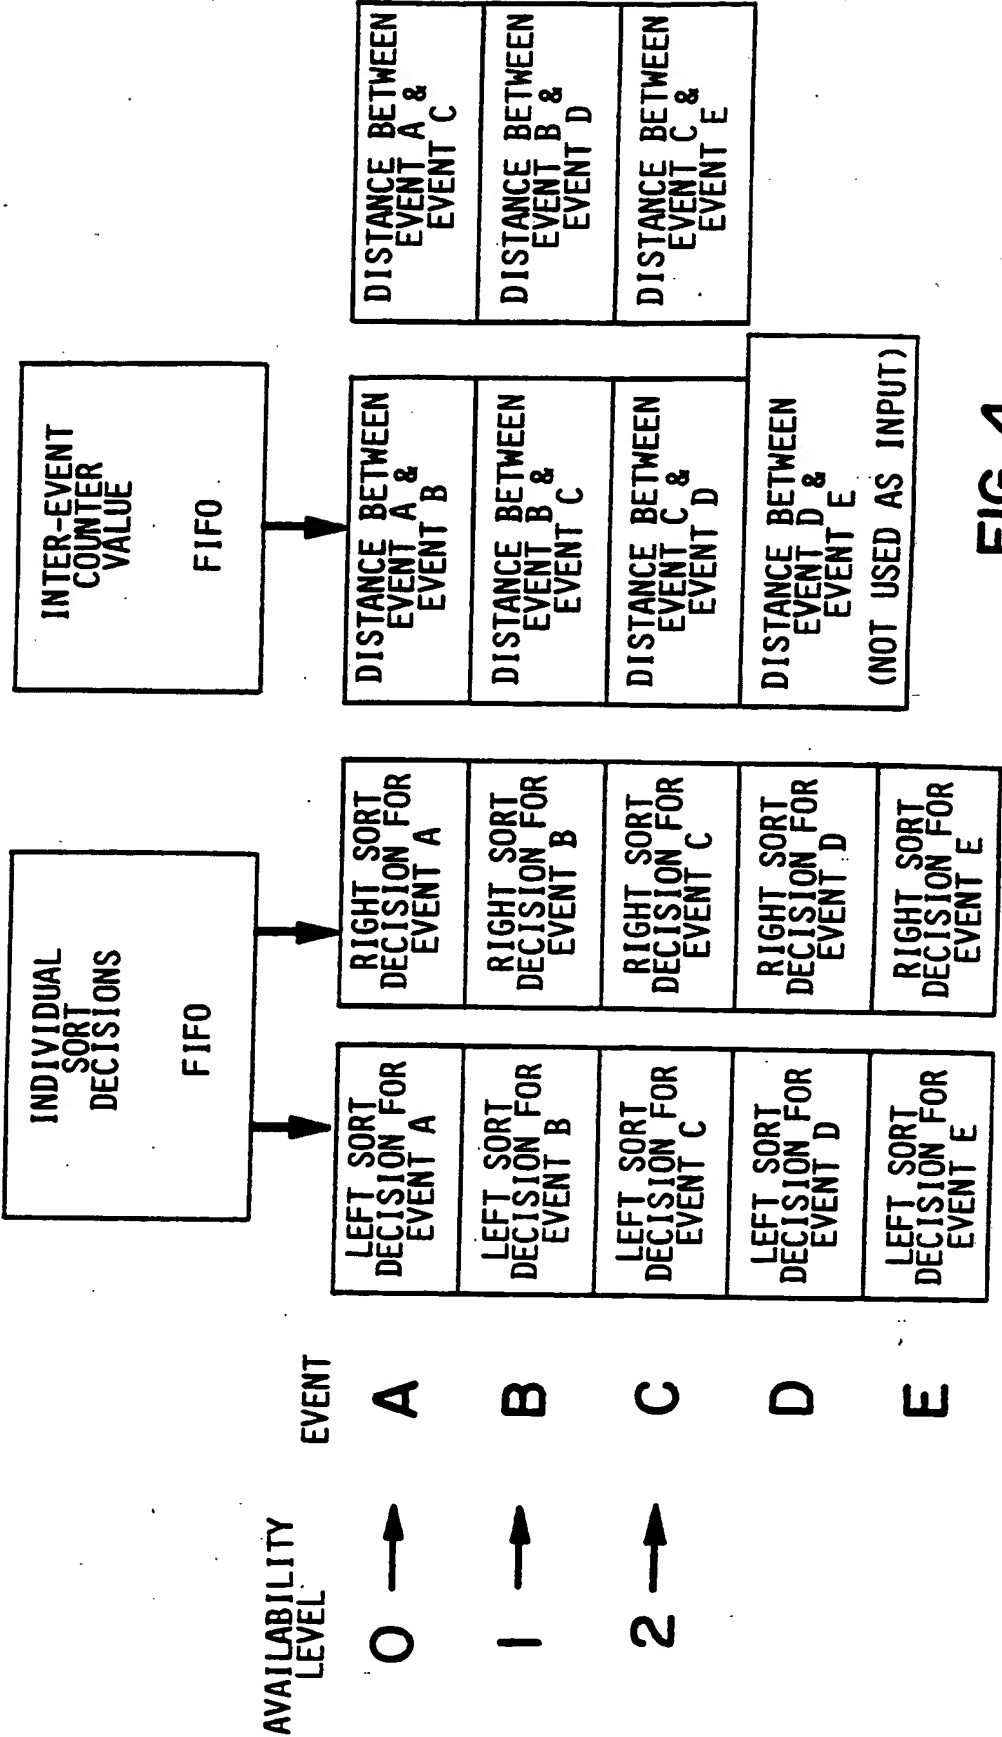 AVAILABILITY
LEVEL
EVENT
0
A
1
B
2
C
D
E
INDIVIDUAL
SORT
DECISIONS
FIFO
LEFT SORT
DECISION FOR
EVENT A
LEFT SORT
DECISION FOR
EVENT B
LEFT SORT
DECISION FOR
EVENT C
LEFT SORT
DECISION FOR
EVENT D
LEFT SORT
DECISION FOR
EVENT E
RIGHT SORT
DECISION FOR
EVENT A
RIGHT SORT
DECISION FOR
EVENT B
RIGHT SORT
DECISION FOR
EVENT C
RIGHT SORT
DECISION FOR
EVENT D
RIGHT SORT
DECISION FOR
EVENT E
INTER-EVENT
COUNTER
VALUE
FIFO
DISTANCE BETWEEN
EVENT A &
EVENT B
DISTANCE BETWEEN
EVENT B &
EVENT C
DISTANCE BETWEEN
EVENT C &
EVENT D
DISTANCE BETWEEN
EVENT D &
EVENT E
(NOT USED AS INPUT)
DISTANCE BETWEEN
EVENT A &
EVENT C
DISTANCE BETWEEN
EVENT B &
EVENT D
DISTANCE BETWEEN
EVENT C &
EVENT E